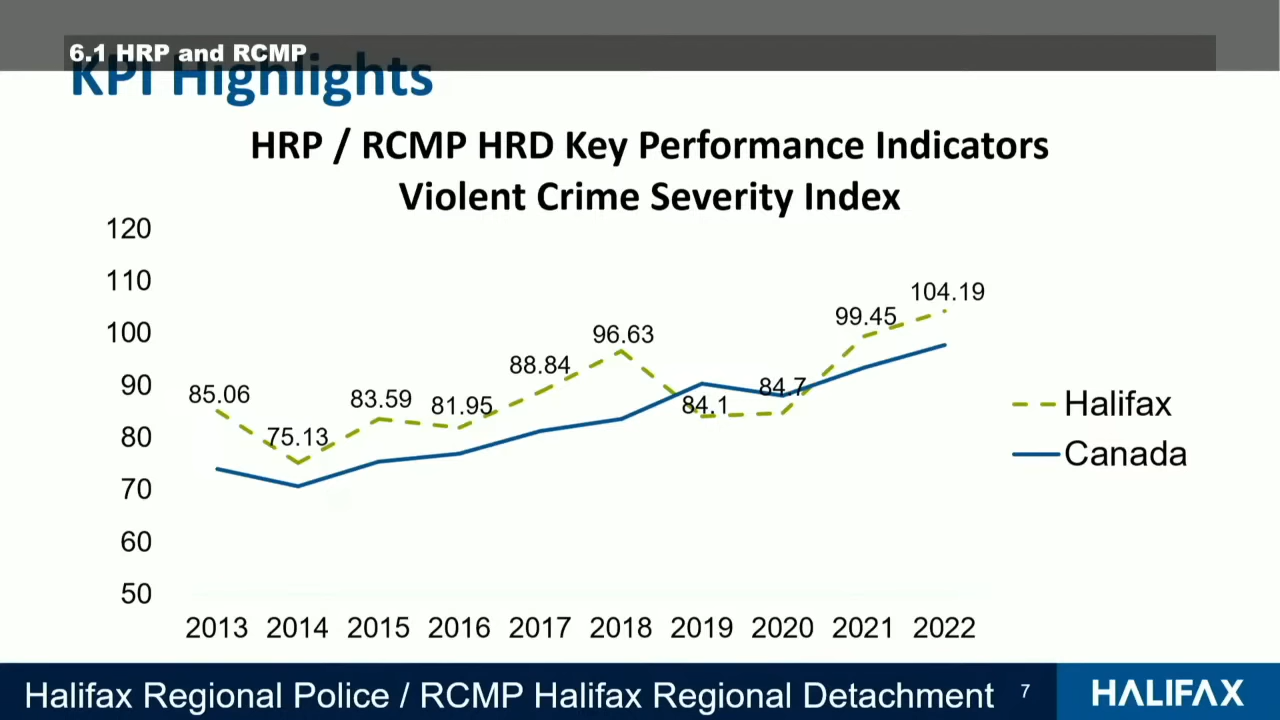 6.1 HRP and RCMP
KPI Highlights
HRP / RCMP HRD Key Performance Indicators
Violent Crime Severity Index
120
110
100
90
80
70
60
50
85.06
75.13
83.59
81.95
88.84
96.63
84.1
84.7
99.45
104.19
Halifax
Canada
2013 2014 2015 2016 2017 2018 2019 2020 2021 2022
Halifax Regional Police / RCMP Halifax Regional Detachment 7
HALIFAX